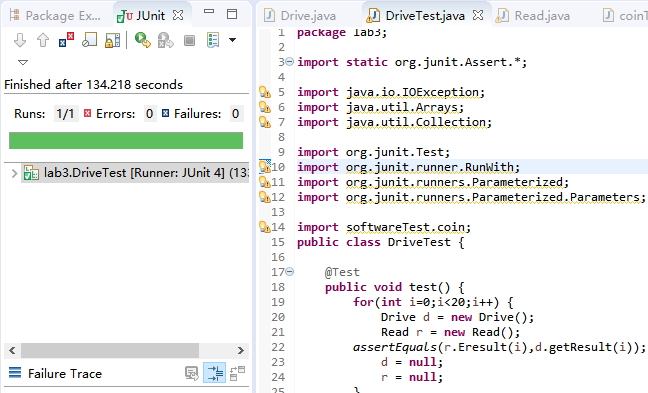 Package Ex...
JUnit
Finished after 134.218 seconds
Runs: 1/1 Errors: 0 Failures: 0
lab3.DriveTest [Runner: JUnit 4] (133
Failure Trace
Drive.java
DriveTest.java
Read.java
coinT
1 package lab3;
2
3 import static org.junit.Assert.*;
4
5 import java.io.IOException;
6 import java.util.Arrays;
7 import java.util.Collection;
8
9 import org.junit.Test;
10 import org.junit.runner.RunWith;
11 import org.junit.runners.Parameterized;
12 import org.junit.runners.Parameterized.Parameters;
13
14 import softwareTest.coin;
15 public class DriveTest {
16
17 @Test
18 public void test() {
19 for(int i=0;i<20;i++) {
20 Drive d = new Drive();
21 Read r = new Read();
22 assertEquals(r.Eresult(i),d.getResult(i));
23 d = null;
24 r = null;
25 }